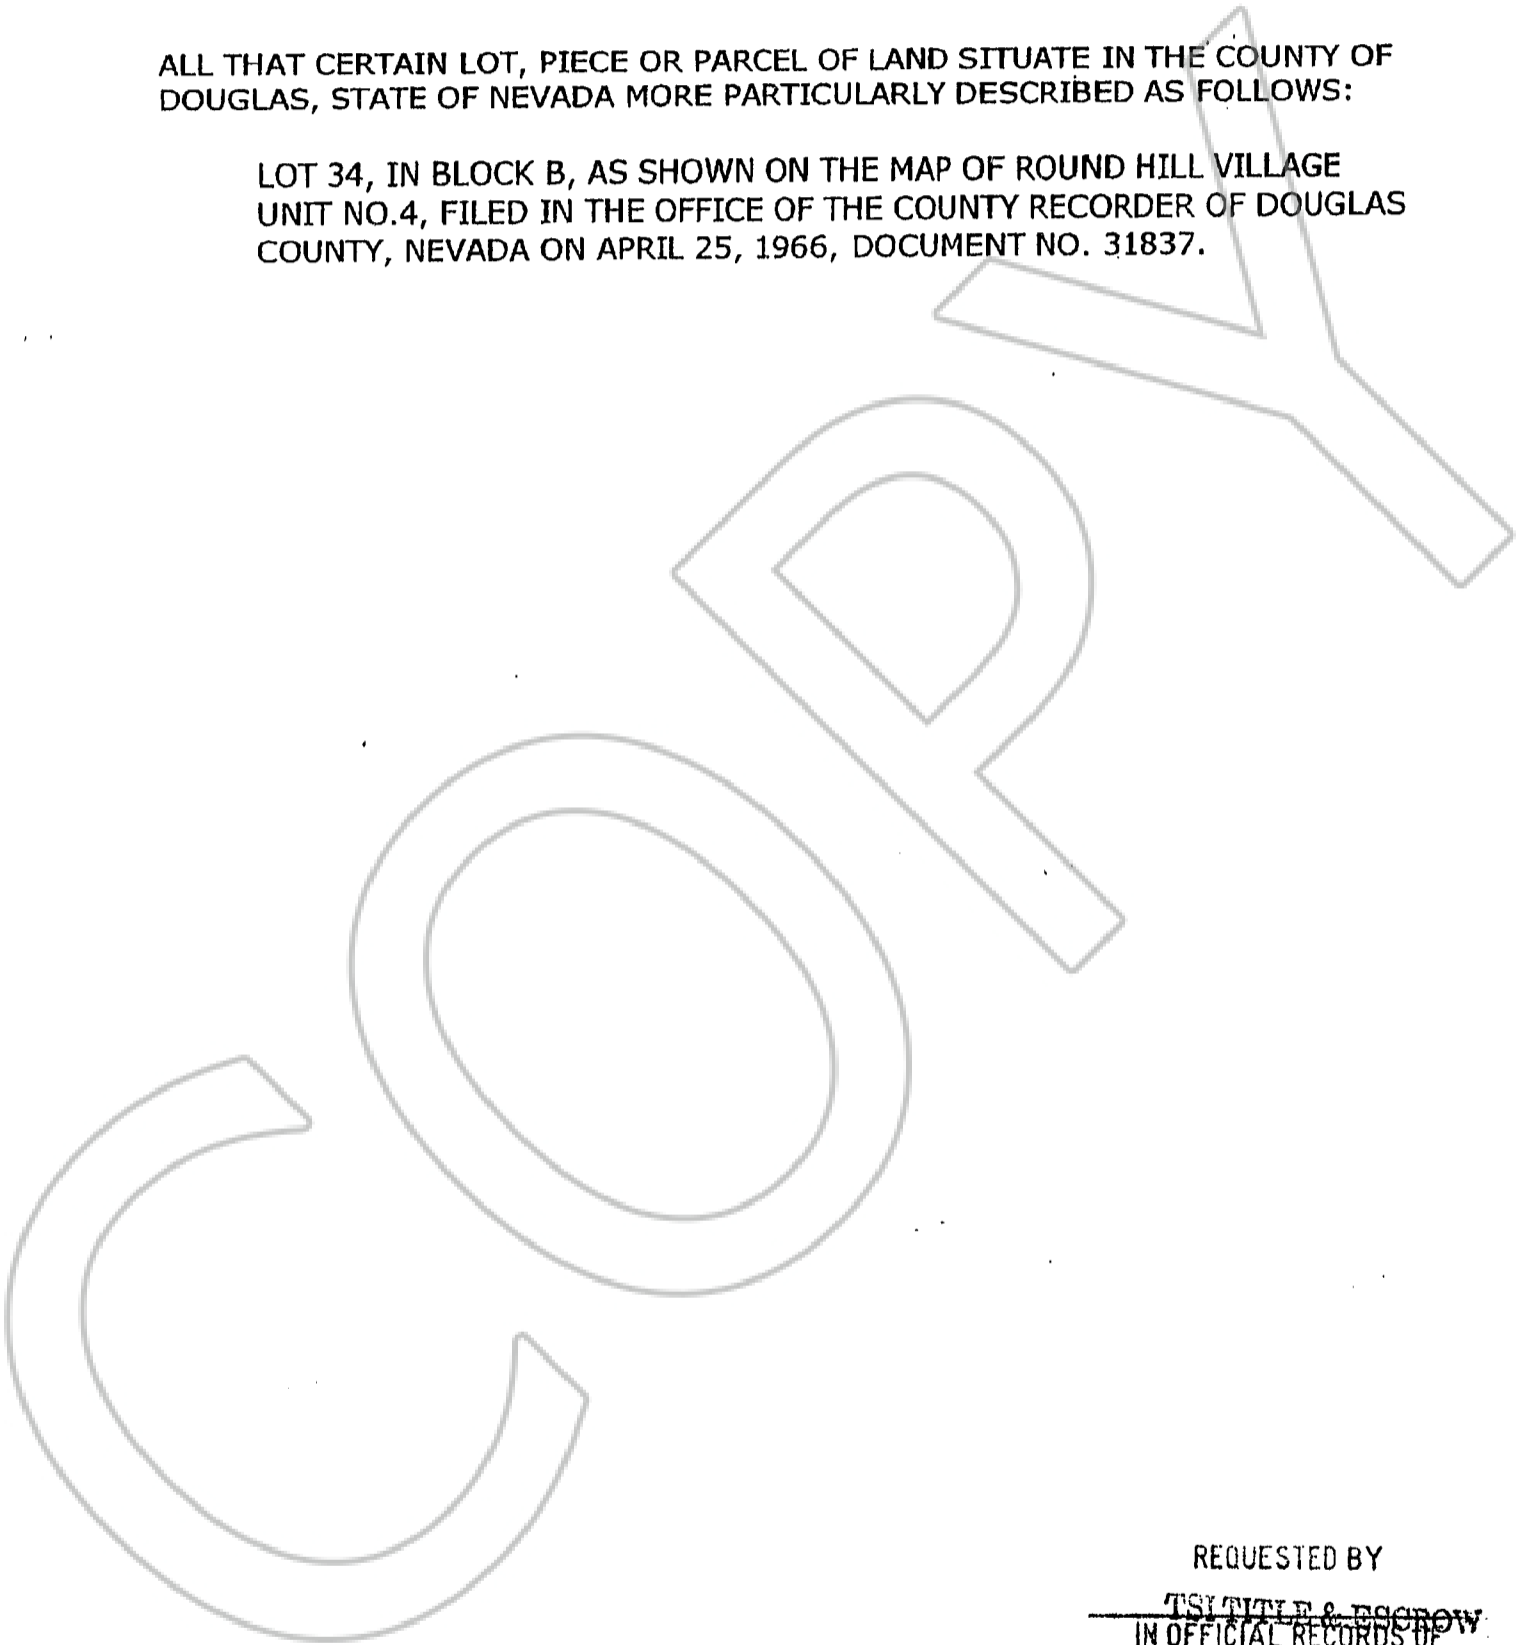 ALL THAT CERTAIN LOT, PIECE OR PARCEL OF LAND SITUATE IN THE COUNTY OF
DOUGLAS, STATE OF NEVADA MORE PARTICULARLY DESCRIBED AS FOLLOWS:
LOT 34, IN BLOCK B, AS SHOWN ON THE MAP OF ROUND HILL VILLAGE
UNIT NO.4, FILED IN THE OFFICE OF THE COUNTY RECORDER OF DOUGLAS
COUNTY, NEVADA ON APRIL 25, 1966, DOCUMENT NO. 31837.
COPY
REQUESTED BY
TSI TITLE & ESCROW
IN OFFICIAL RECORDS OF